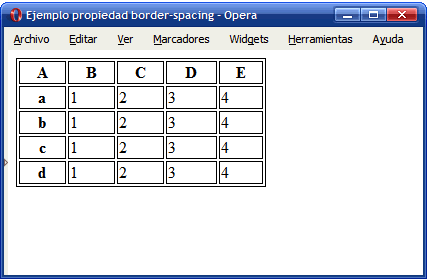 Ejemplo propiedad border-spacing - Opera
Archivo Editar Ver Marcadores Widgets Herramientas Ayuda
A B C D E
a 1 2 3 4
b 1 2 3 4
c 1 2 3 4
d 1 2 3 4